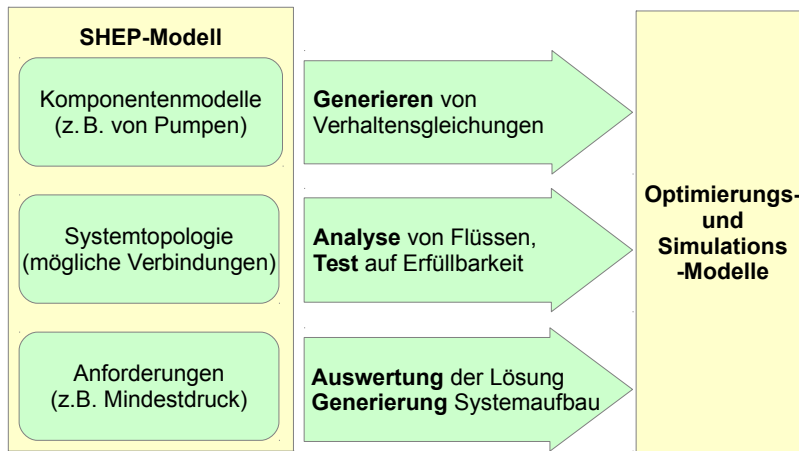 SHEP-Modell
Komponentenmodelle
(z. B. von Pumpen)
Generieren von
Verhaltensgleichungen
Systemtopologie
(mögliche Verbindungen)
Analyse von Flüssen,
Test auf Erfüllbarkeit
Anforderungen
(z.B. Mindestdruck)
Auswertung der Lösung
Generierung Systemaufbau
Optimierungs-
und
Simulations
-Modelle